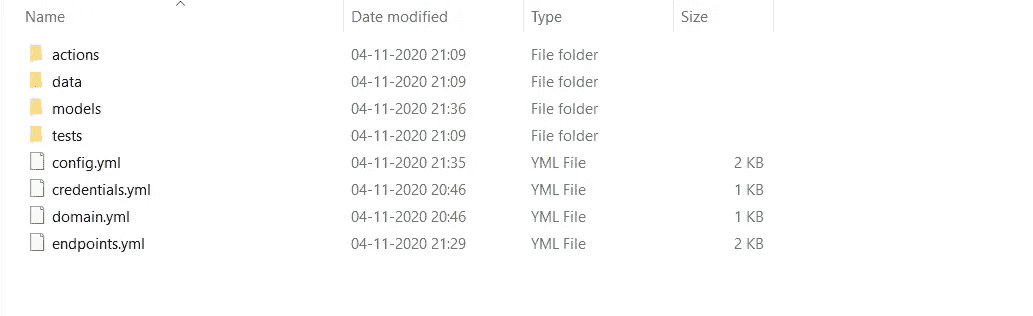 Name Date modified Type Size
actions 04-11-2020 21:09 File folder
data 04-11-2020 21:09 File folder
models 04-11-2020 21:36 File folder
tests 04-11-2020 21:09 File folder
config.yml 04-11-2020 21:35 YML File 2 KB
credentials.yml 04-11-2020 20:46 YML File 1 KB
domain.yml 04-11-2020 20:46 YML File 1 KB
endpoints.yml 04-11-2020 21:29 YML File 2 KB